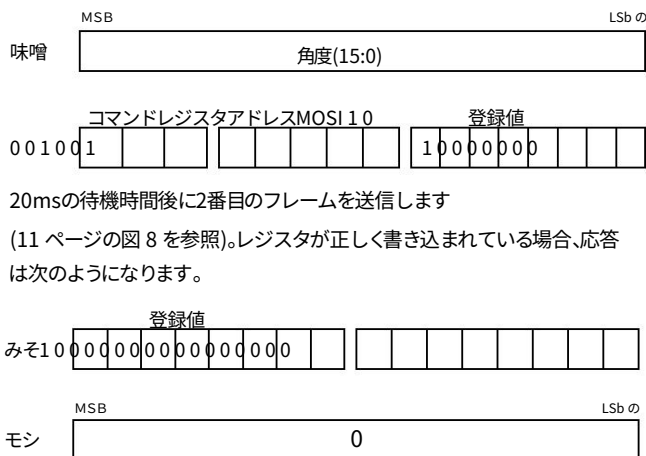 MSB LSb の
味噌 角度(15:0)
コマンドレジスタアドレスMOSI 1 0 登録値
0 0 1 0 0 1 1 0 0 0 0 0 0 0
20msの待機時間後に2番目のフレームを送信します
(11 ページの図 8 を参照)。レジスタが正しく書き込まれている場合、応答
は次のようになります。
登録値
みそ1 0 0 0 0 0 0 0 0 0 0 0 0 0 0 0 0
MSB LSb の
モシ 0